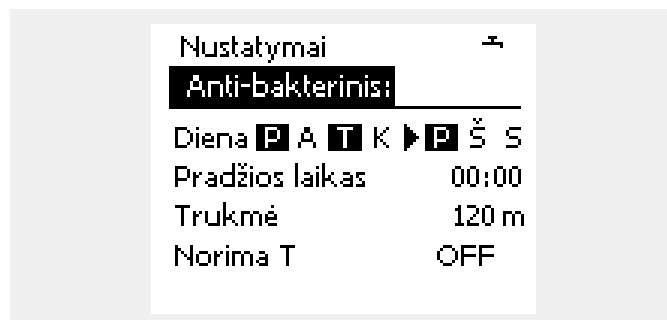 Nustatymai
Anti-bakterinis:
Diena P A T K P Š S
Pradžios laikas 00:00
Trukmė 120 m
Norima T OFF